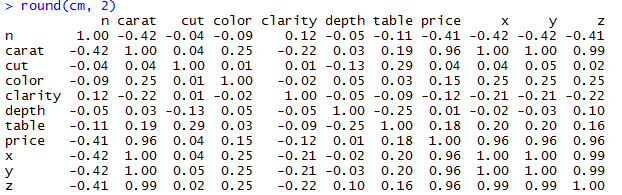 > round(cm, 2)
n carat cut color clarity depth table price x y z
n 1.00 -0.42 -0.04 -0.09 0.12 -0.05 -0.11 -0.41 -0.42 -0.42 -0.41
carat -0.42 1.00 0.04 0.25 -0.22 0.03 0.19 0.96 1.00 1.00 0.99
cut -0.04 0.04 1.00 0.01 0.01 -0.13 0.29 0.04 0.04 0.05 0.02
color -0.09 0.25 0.01 1.00 -0.02 0.05 0.03 0.15 0.25 0.25 0.25
clarity 0.12 -0.22 0.01 -0.02 1.00 -0.05 -0.09 -0.12 -0.21 -0.21 -0.22
depth -0.05 0.03 -0.13 0.05 -0.05 1.00 -0.25 0.01 -0.02 -0.03 0.10
table -0.11 0.19 0.29 0.03 -0.09 -0.25 1.00 0.18 0.20 0.20 0.16
price -0.41 0.96 0.04 0.15 -0.12 0.01 0.18 1.00 0.96 0.96 0.96
x -0.42 1.00 0.04 0.25 -0.21 -0.02 0.20 0.96 1.00 1.00 0.99
y -0.42 1.00 0.05 0.25 -0.21 -0.03 0.20 0.96 1.00 1.00 0.99
z -0.41 0.99 0.02 0.25 -0.22 0.10 0.16 0.96 0.99 0.99 1.00